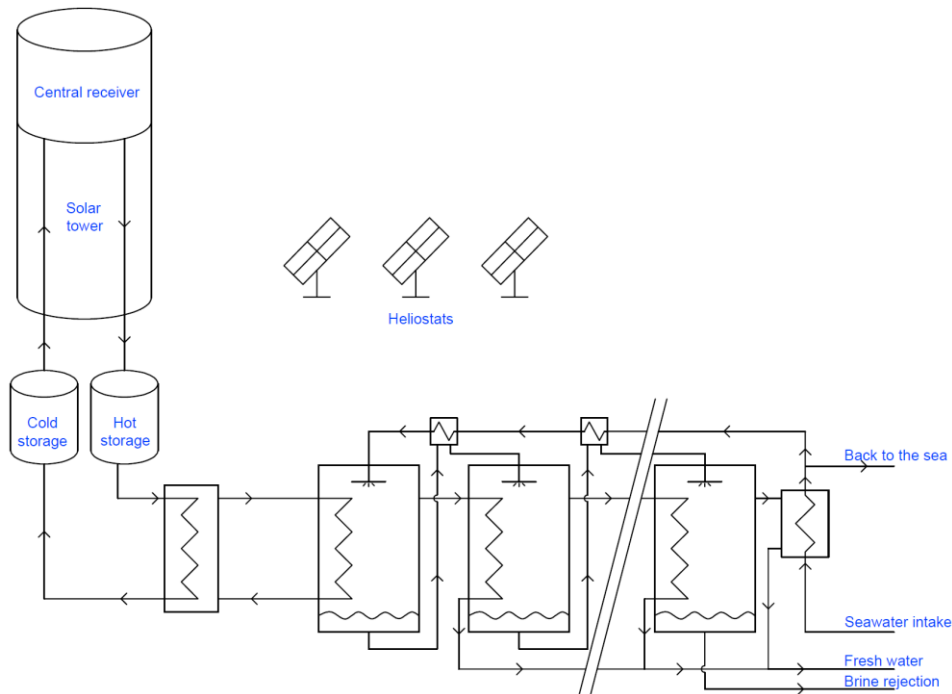 Central receiver
Solar
tower
Heliostats
Cold
storage
Hot
storage
Back to the sea
Seawater intake
Fresh water
Brine rejection